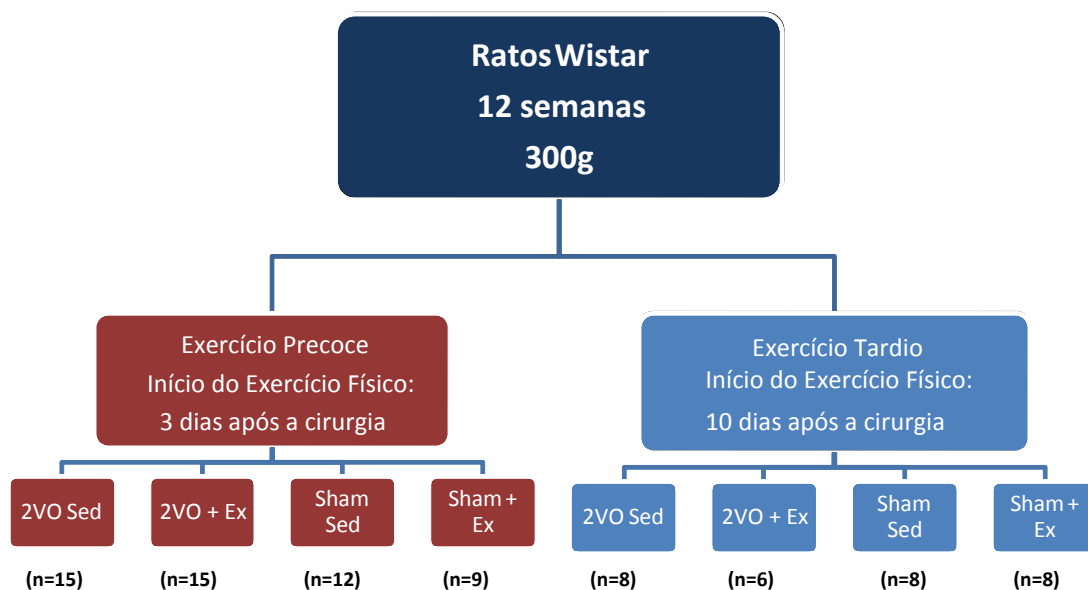 Ratos Wistar
12 semanas
300g
Exercício Precoce
Início do Exercício Físico:
3 dias após a cirurgia
Exercício Tardio
Início do Exercício Físico:
10 dias após a cirurgia
2VO Sed
2VO + Ex
Sham
Sed
Sham +
Ex
2VO Sed
2VO + Ex
Sham
Sed
Sham +
Ex
(n=15)
(n=15)
(n=12)
(n=9)
(n=8)
(n=6)
(n=8)
(n=8)